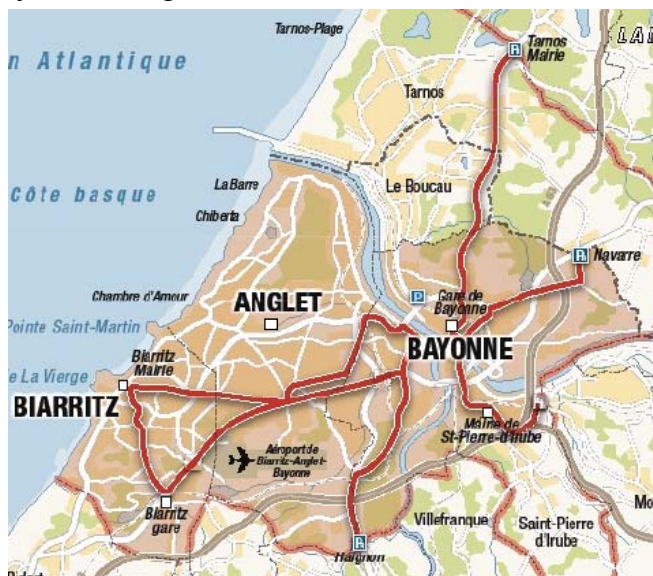 Tarnos-Plage
Tarnos
Mairie
n Atlantique
Tarnos
Côte basque
La Barre
Le Boucau
Chiberta
Navarre
P
Chambre d'Amour
Gare de
Bayonne
ANGLET
Pointe Saint-Martin
BAYONNE
Biarritz
Mairie
e La Vierge
BIARRITZ
Mairie de
St-Pierre-d'Irube
Aéroport de
Biarritz-Anglet-
Bayonne
Biarritz
gare
Villefranque
Saint-Pierre
d'Irube
Mo